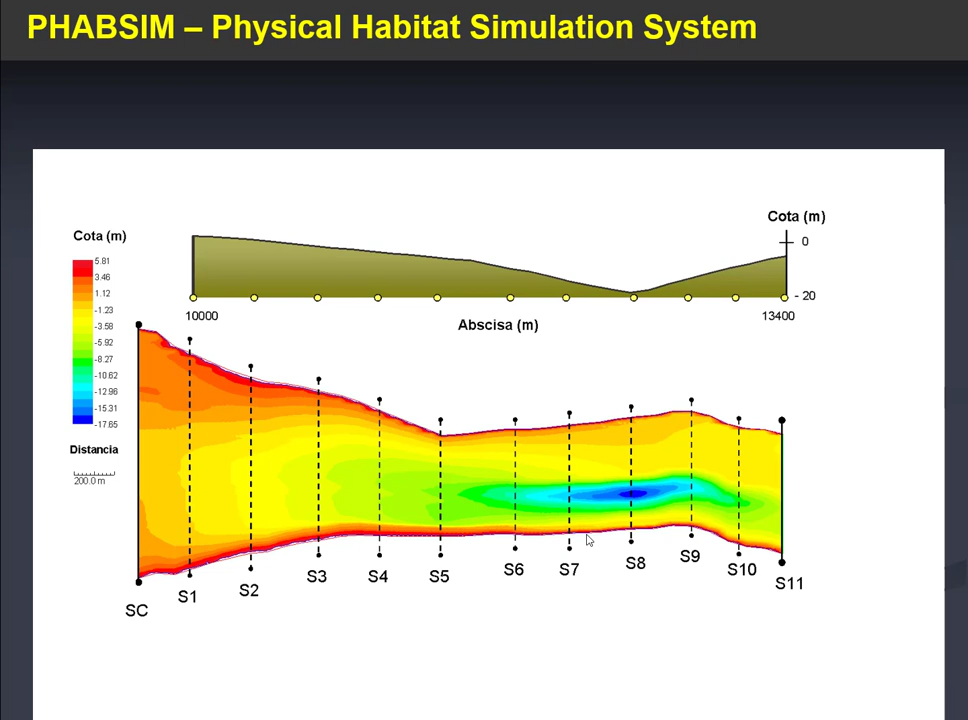 PHABSIM – Physical Habitat Simulation System
Cota (m)
0
- 20
10000
Abscisa (m)
13400
Cota (m)
5.81
3.46
1.12
-1.23
-3.58
-5.92
-8.27
-10.62
-12.96
-15.31
-17.65
Distancia
200.0 m
SC
S1
S2
S3
S4
S5
S6
S7
S8
S9
S10
S11